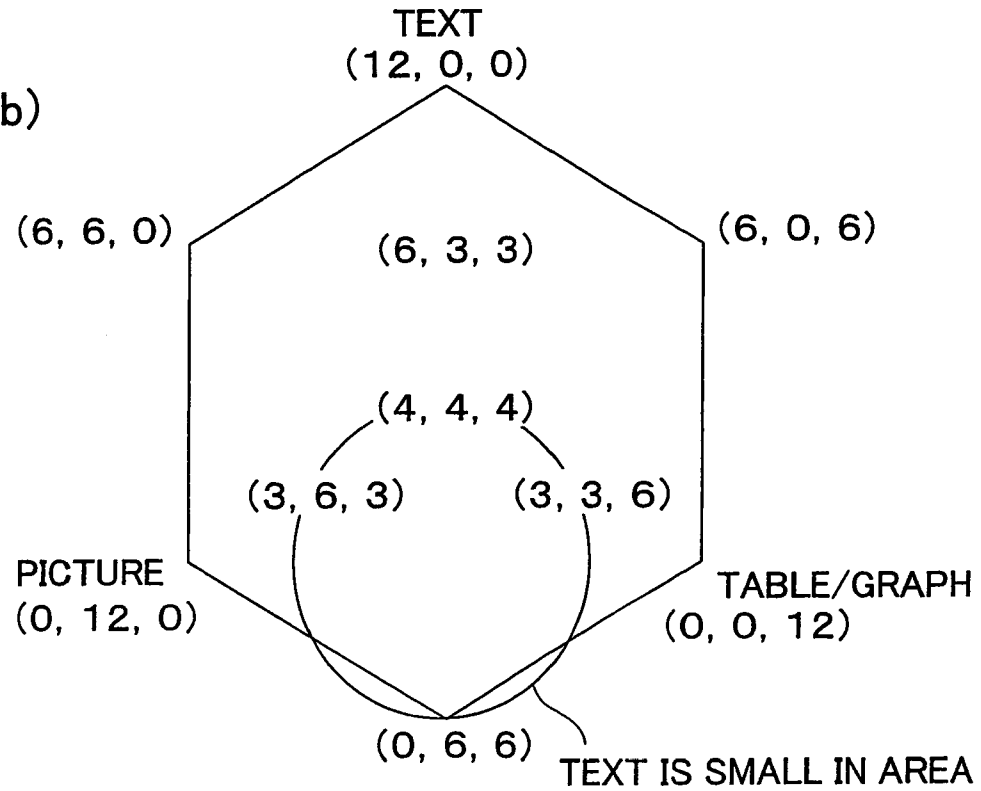 TEXT
(12, 0, 0)
b)
(6, 6, 0)
(6, 0, 6)
(6, 3, 3)
(4, 4, 4)
(3, 6, 3)
(3, 3, 6)
PICTURE
(0, 12, 0)
TABLE/GRAPH
(0, 0, 12)
(0, 6, 6)
TEXT IS SMALL IN AREA